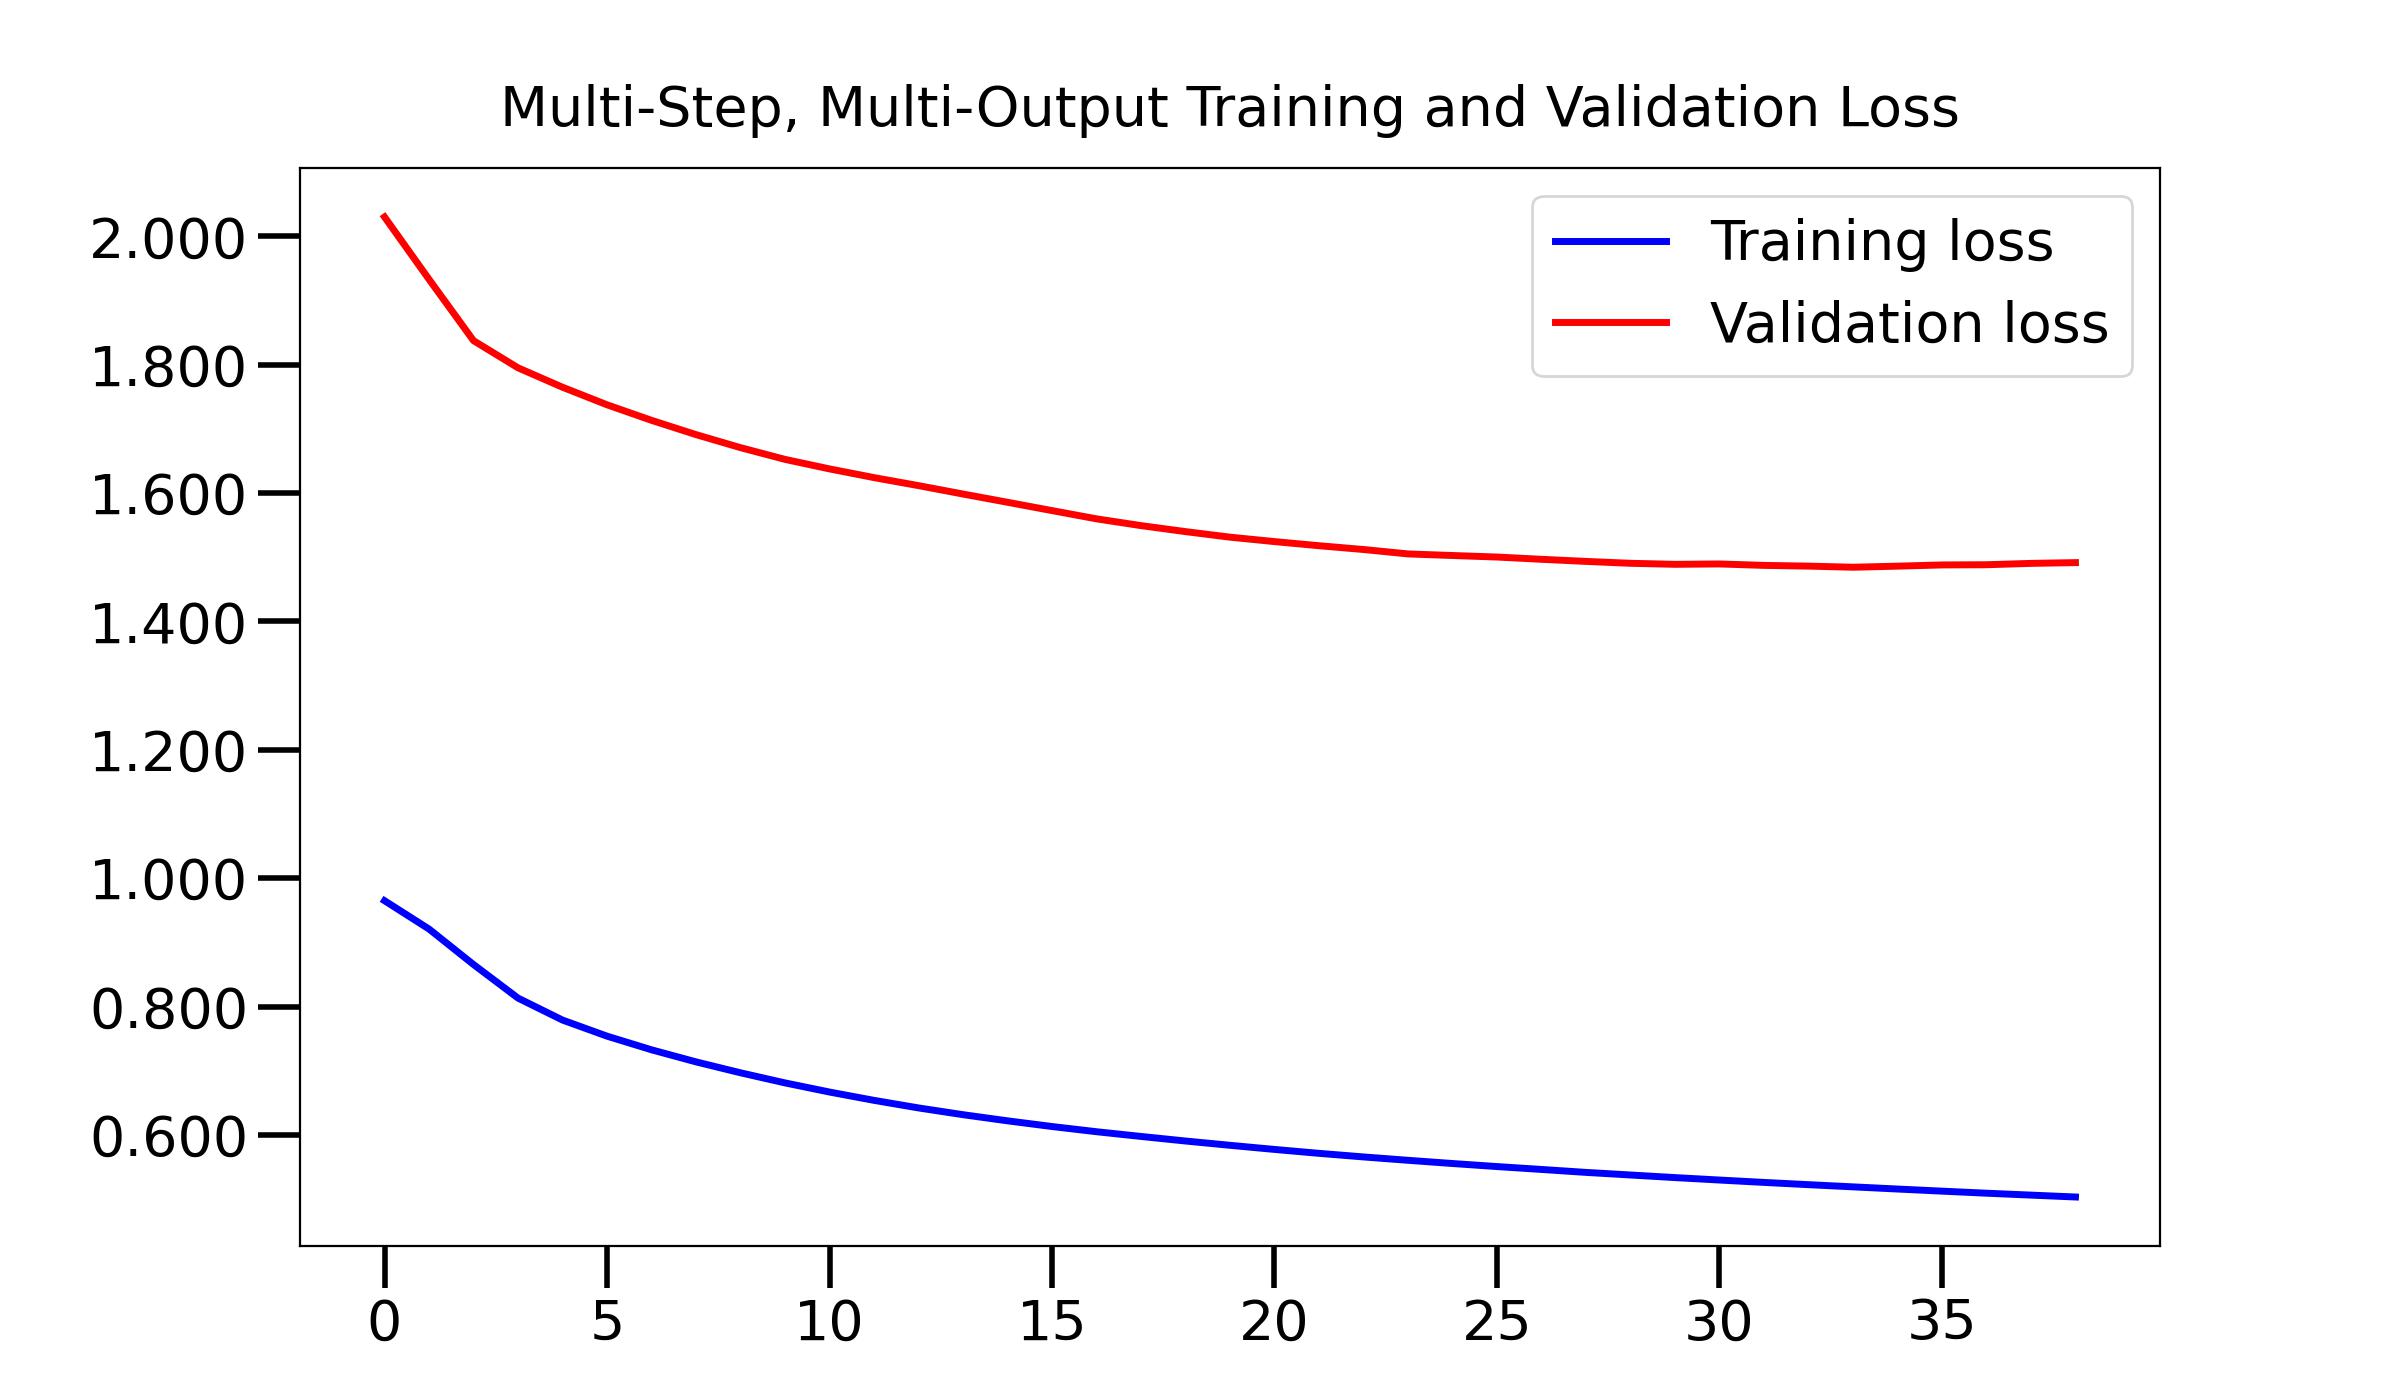 Multi-Step, Multi-Output Training and Validation Loss
Training loss
Validation loss
2.000
1.800
1.600
1.400
1.200
1.000
0.800
0.600
0 5 10 15 20 25 30 35